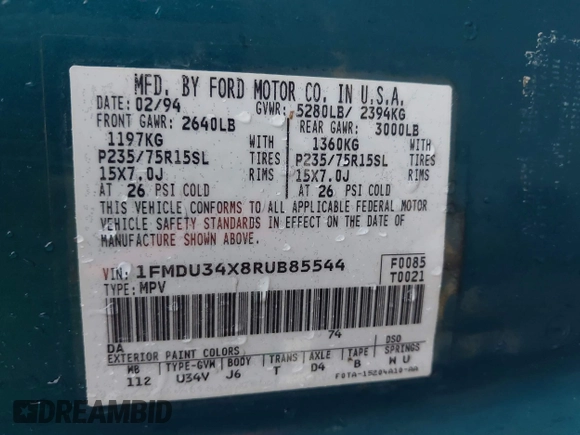 MFD. BY FORD MOTOR CO. IN U.S.A.
DATE: 02/94 GVWR: 5280LB/ 2394KG
FRONT GAWR: 2640LB REAR GAWR: 3000LB
1197KG WITH 1360KG WITH
P235/75R15SL TIRES P235/75R15SL TIRES
15X7.0J RIMS 15X7.0J RIMS
AT 26 PSI COLD AT 26 PSI COLD
THIS VEHICLE CONFORMS TO ALL APPLICABLE FEDERAL MOTOR
VEHICLE SAFETY STANDARDS IN EFFECT ON THE DATE OF
MANUFACTURE SHOWN ABOVE.
VIN: 1FMDU34X8RUB85544 F0085
TYPE: MPV T0021
74
DA
EXTERIOR PAINT COLORS DSO
WB TYPE-GVW BODY TRANS AXLE TAPE SPRINGS
112 U34V J6 T D4 B W U
F0TA-15204A10-AA
DREAMBID